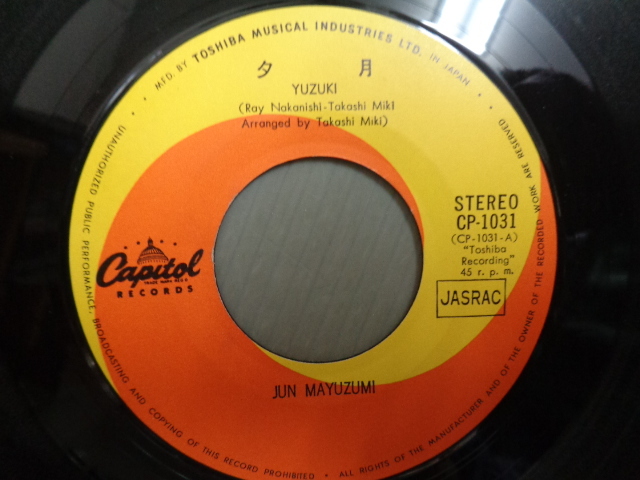 MFD. BY TOSHIBA MUSICAL INDUSTRIES LTD. IN JAPAN
夕 月
YUZUKI
(Ray Nakanishi-Takashi Miki
Arranged by Takashi Miki)
STEREO
CP-1031
(CP-1031-A)
"Toshiba
Recording"
45 r. p. m.
JASRAC
Capitol
RECORDS
JUN MAYUZUMI
UNAUTHORIZED PUBLIC PERFORMANCE, BROADCASTING AND COPYING OF THIS RECORD PROHIBITED • ALL RIGHTS OF THE MANUFACTURER AND OF THE OWNER OF THE RECORDED WORK ARE RESERVED